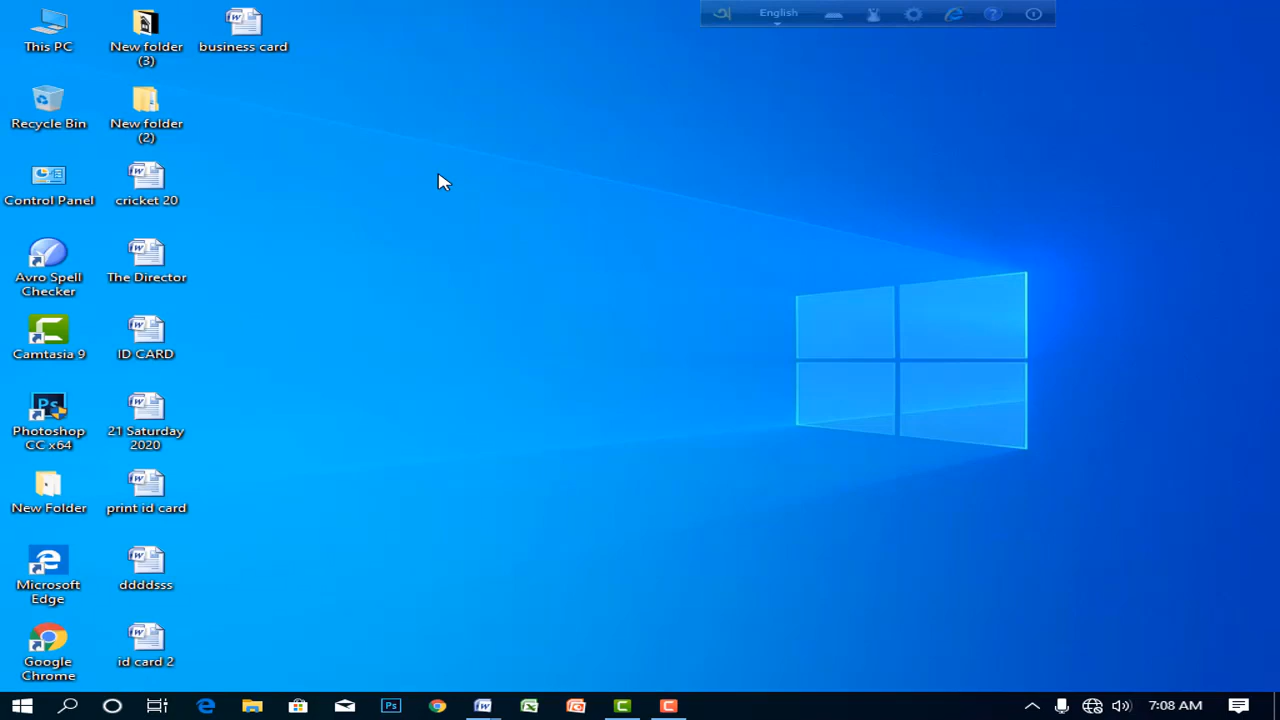 This PC
New folder
(3)
business card
Recycle Bin
New folder
(2)
Control Panel
cricket 20
Avro Spell
Checker
The Director
Camtasia 9
ID CARD
Ps
Photoshop
CC x64
21 Saturday
2020
New Folder
print id card
Microsoft
Edge
ddddsss
Google
Chrome
id card 2
English
Ps
7:08 AM